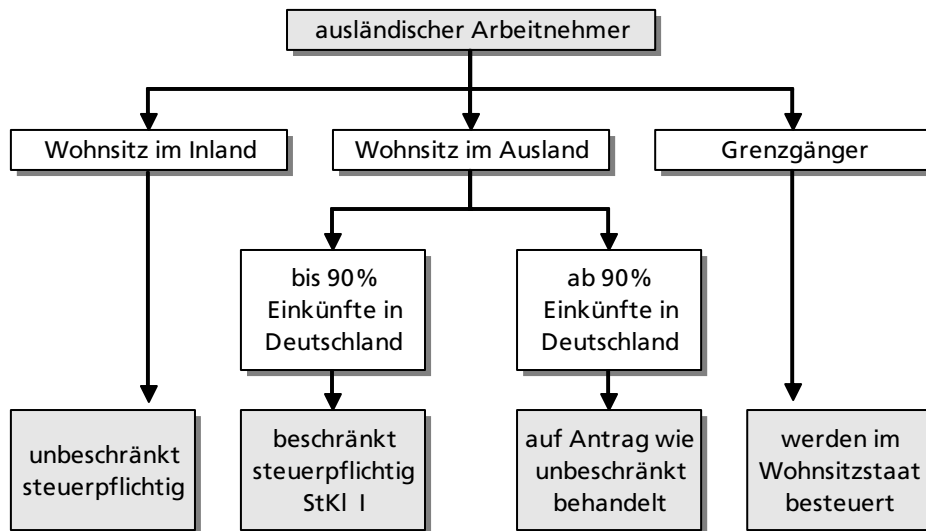 ausländischer Arbeitnehmer
Wohnsitz im Inland
Wohnsitz im Ausland
Grenzgänger
bis 90%
Einkünfte in
Deutschland
ab 90%
Einkünfte in
Deutschland
unbeschränkt
steuerpflichtig
beschränkt
steuerpflichtig
StKl I
auf Antrag wie
unbeschränkt
behandelt
werden im
Wohnsitzstaat
besteuert